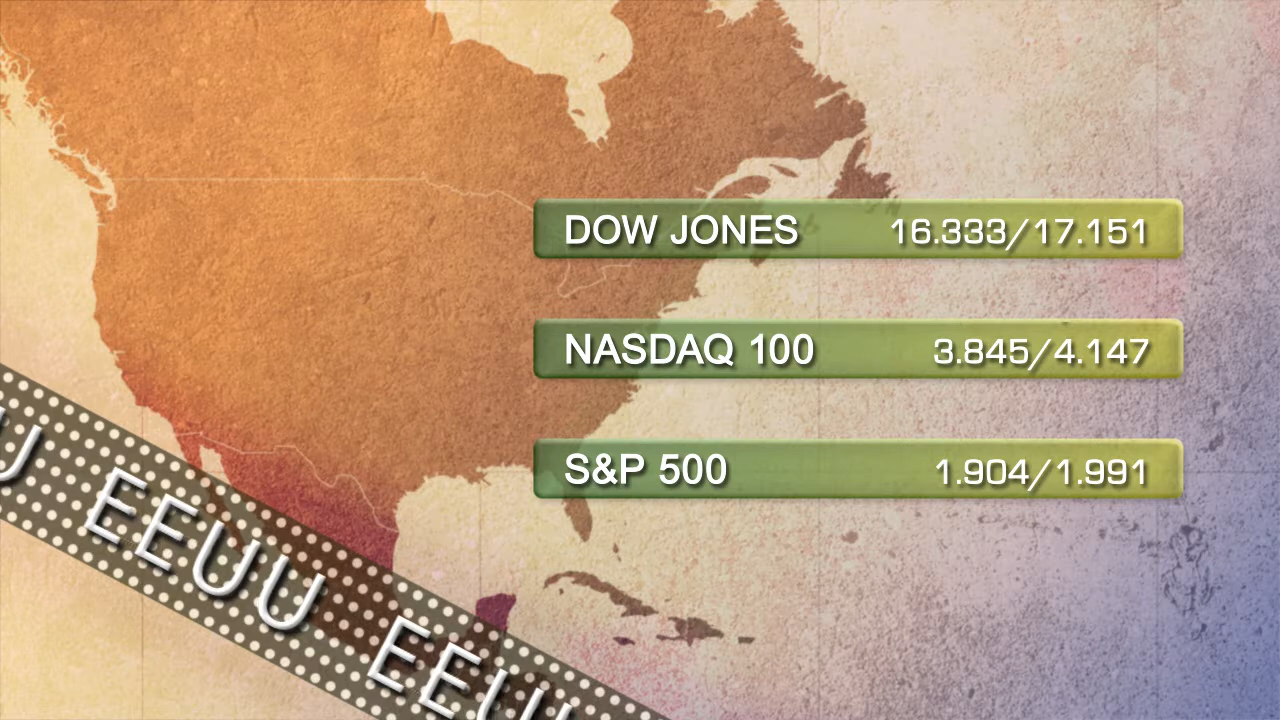 DOW JONES 16.333/17.151
NASDAQ 100 3.845/4.147
S&P 500 1.904/1.991
U EEUU EEUU